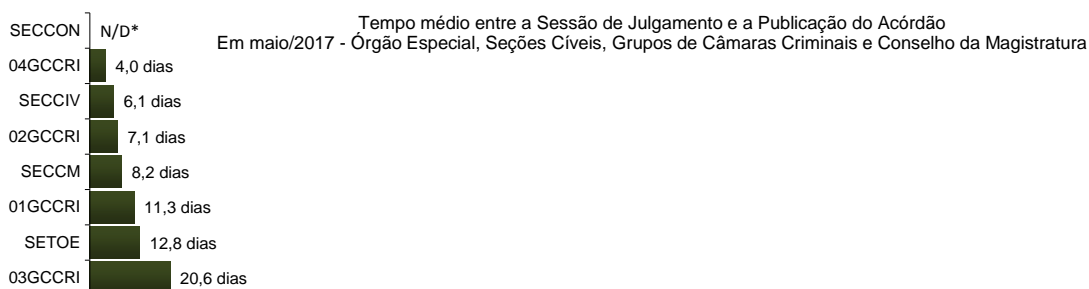 Tempo médio entre a Sessão de Julgamento e a Publicação do Acórdão
Em maio/2017 - Órgão Especial, Seções Cíveis, Grupos de Câmaras Criminais e Conselho da Magistratura
SECCON N/D*
04GCCRI 4,0 dias
SECCIV 6,1 dias
02GCCRI 7,1 dias
SECCM 8,2 dias
01GCCRI 11,3 dias
SETOE 12,8 dias
03GCCRI 20,6 dias